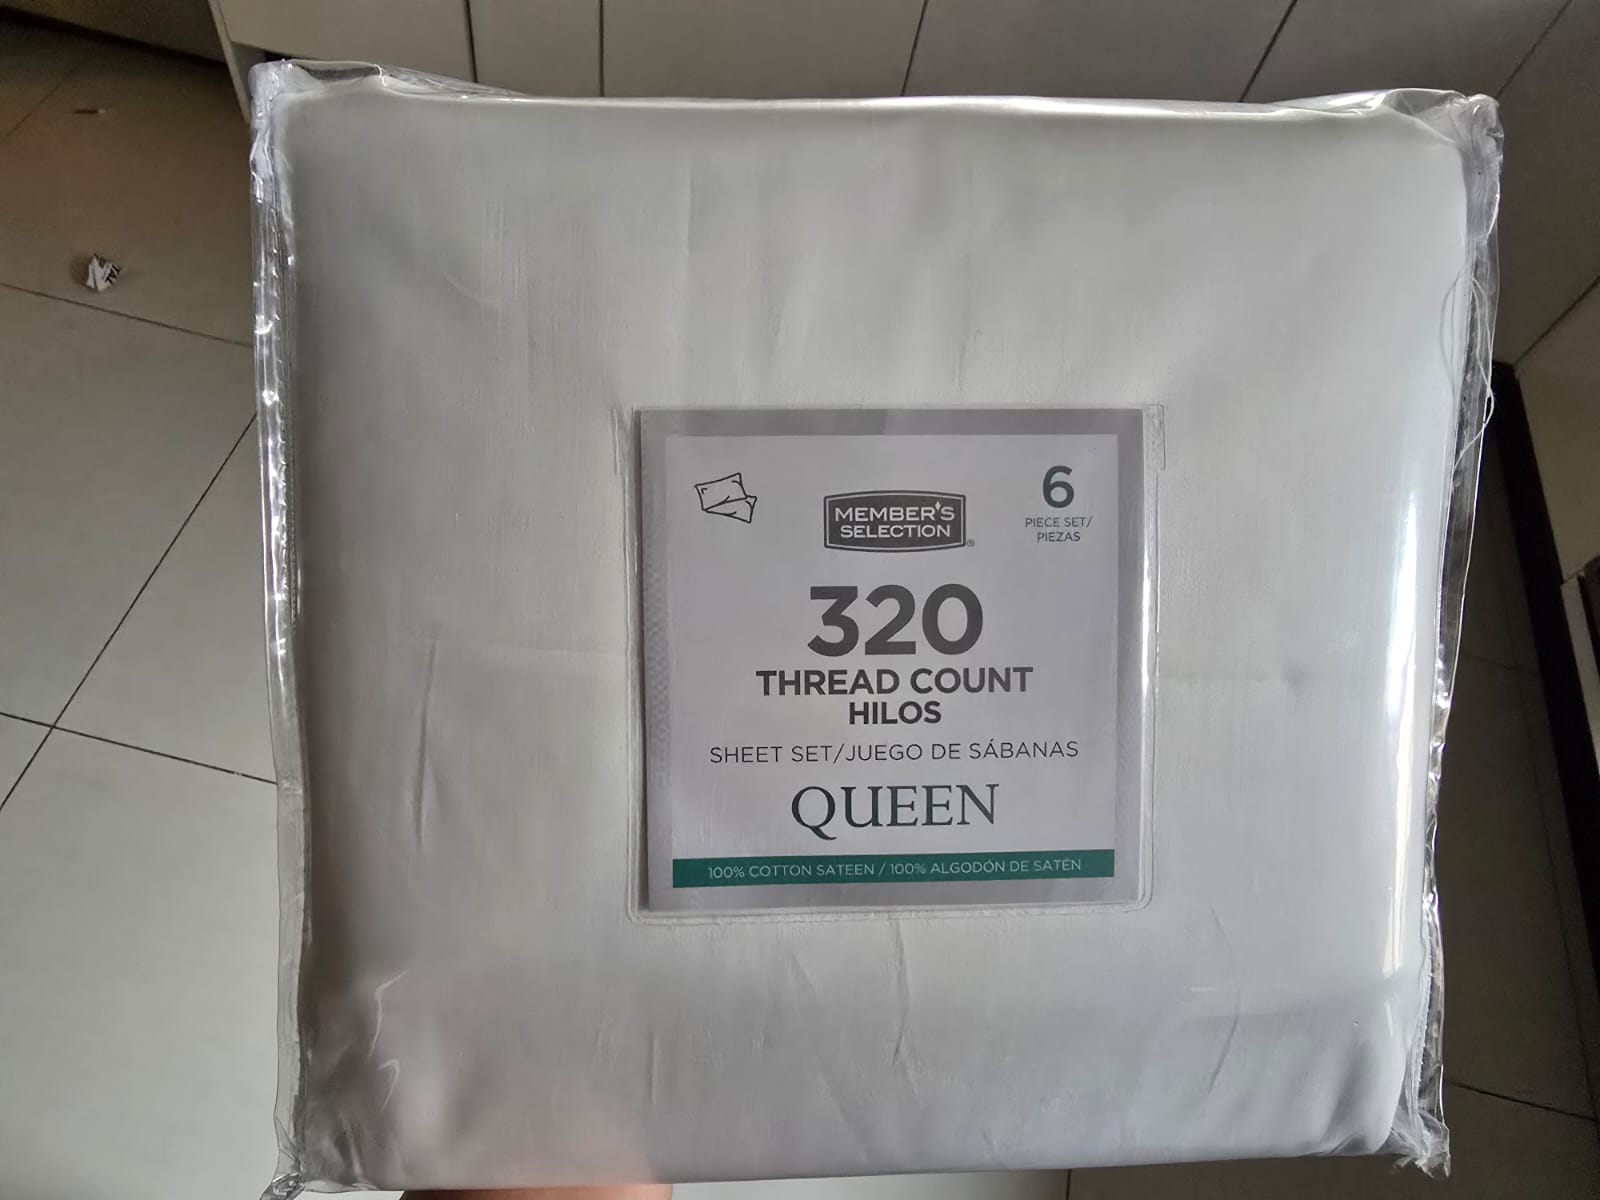 MEMBER'S
SELECTION®
6
PIECE SET/
PIEZAS
320
THREAD COUNT
HILOS
SHEET SET/JUEGO DE SÁBANAS
QUEEN
100% COTTON SATEEN / 100% ALGODÓN DE SATÉN